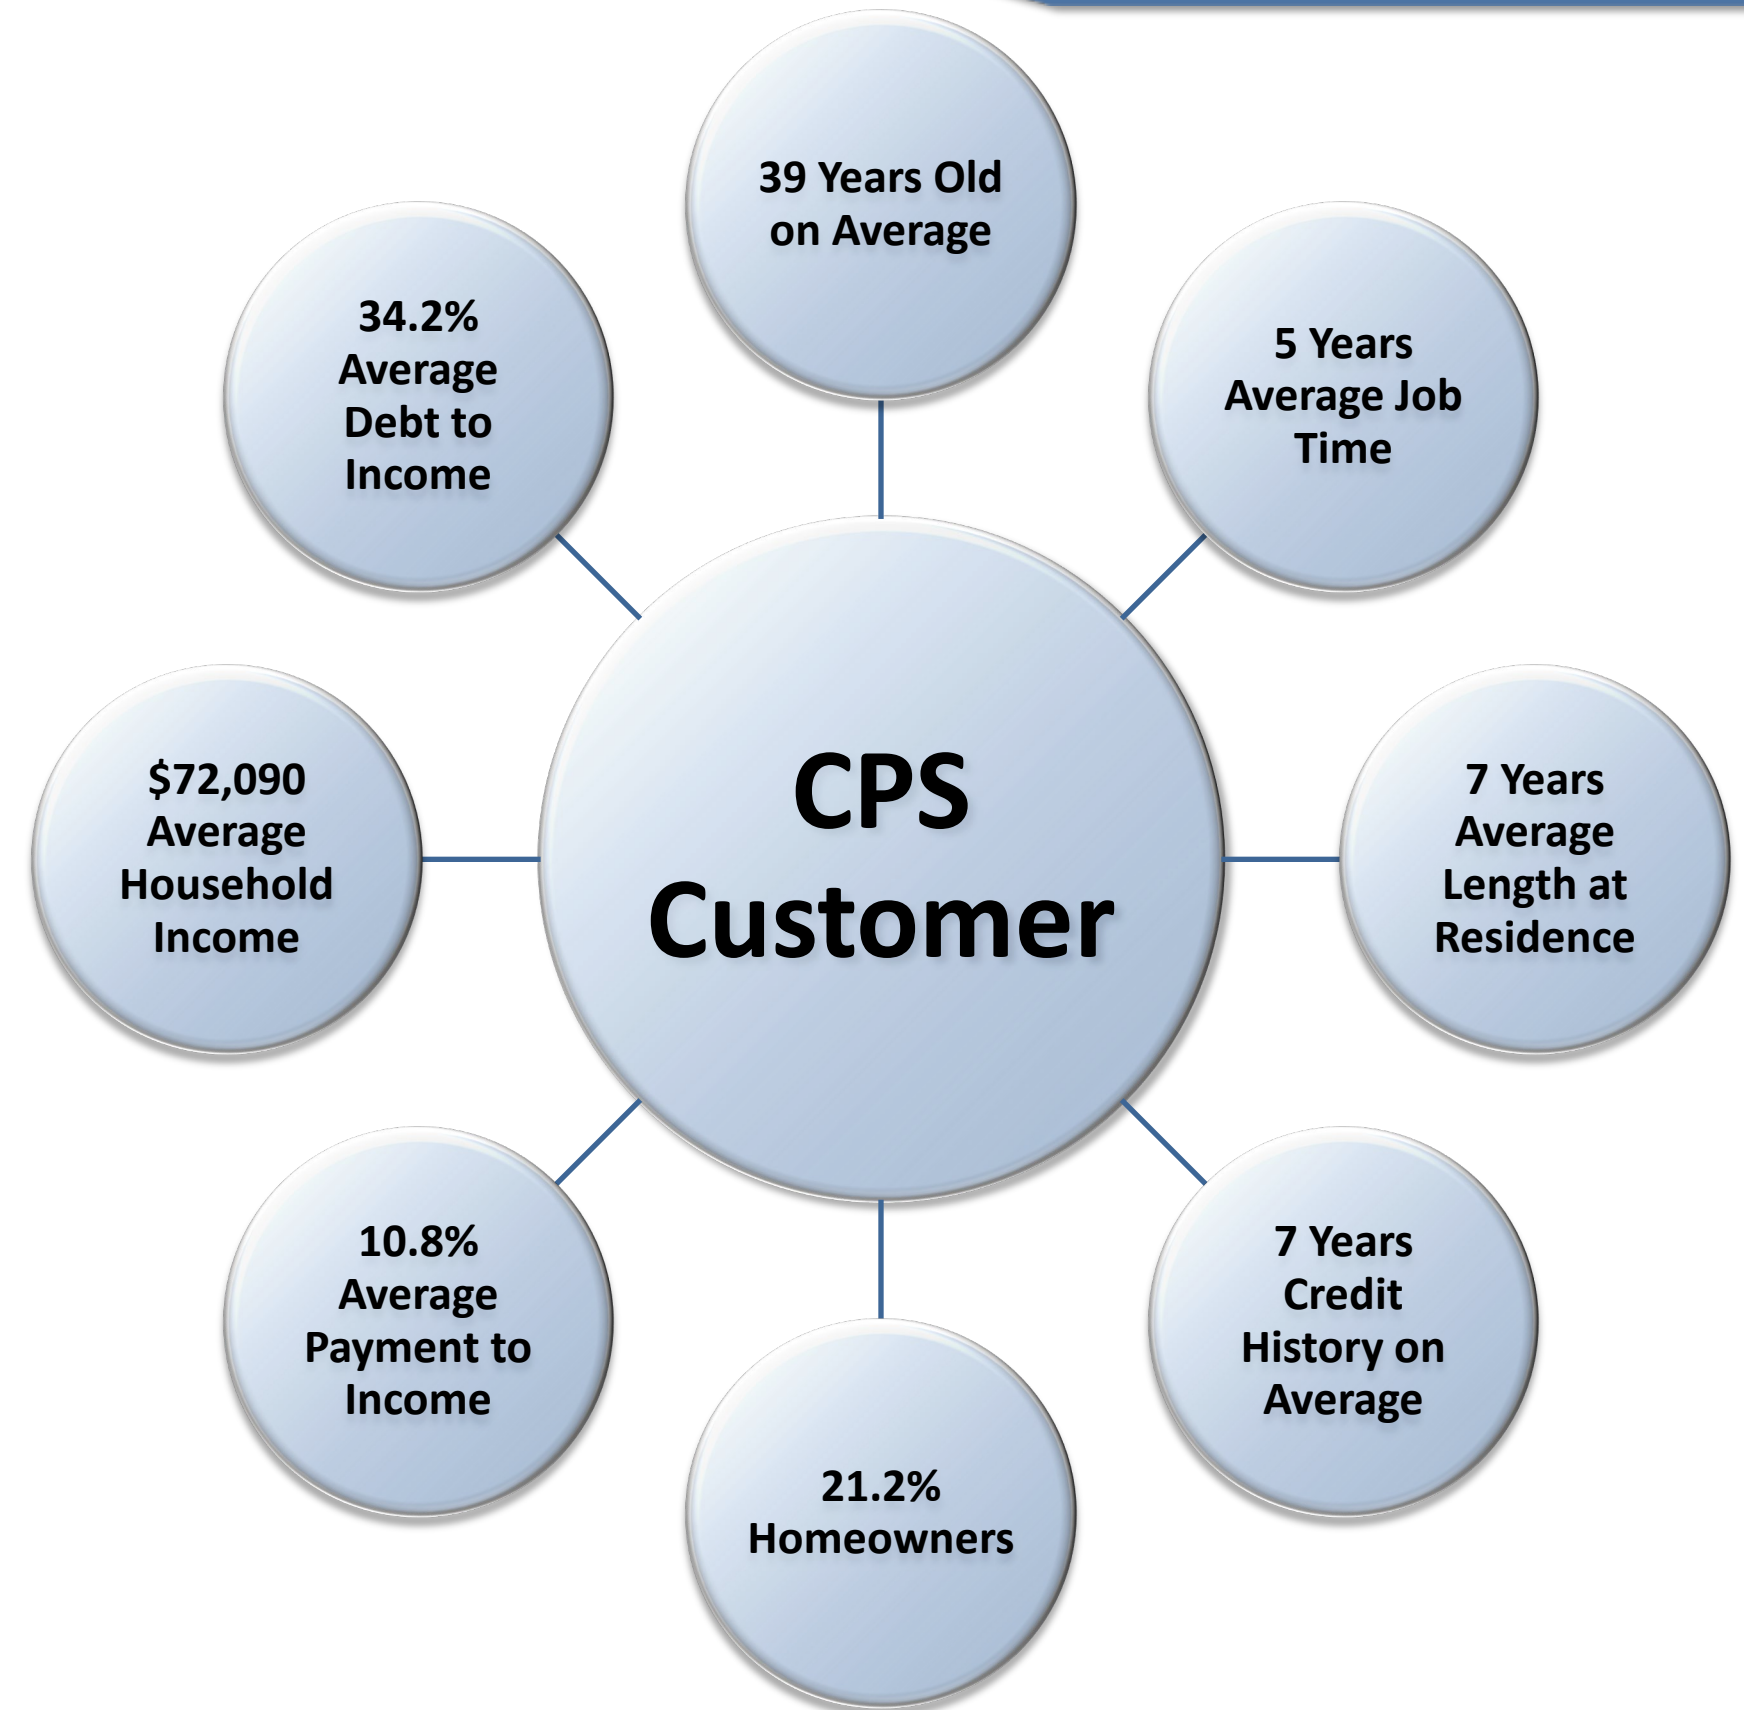 39 Years Old
on Average
5 Years
Average Job
Time
7 Years
Average
Length at
Residence
7 Years
Credit
History on
Average
21.2%
Homeowners
10.8%
Average
Payment to
Income
$72,090
Average
Household
Income
34.2%
Average
Debt to
Income
CPS
Customer